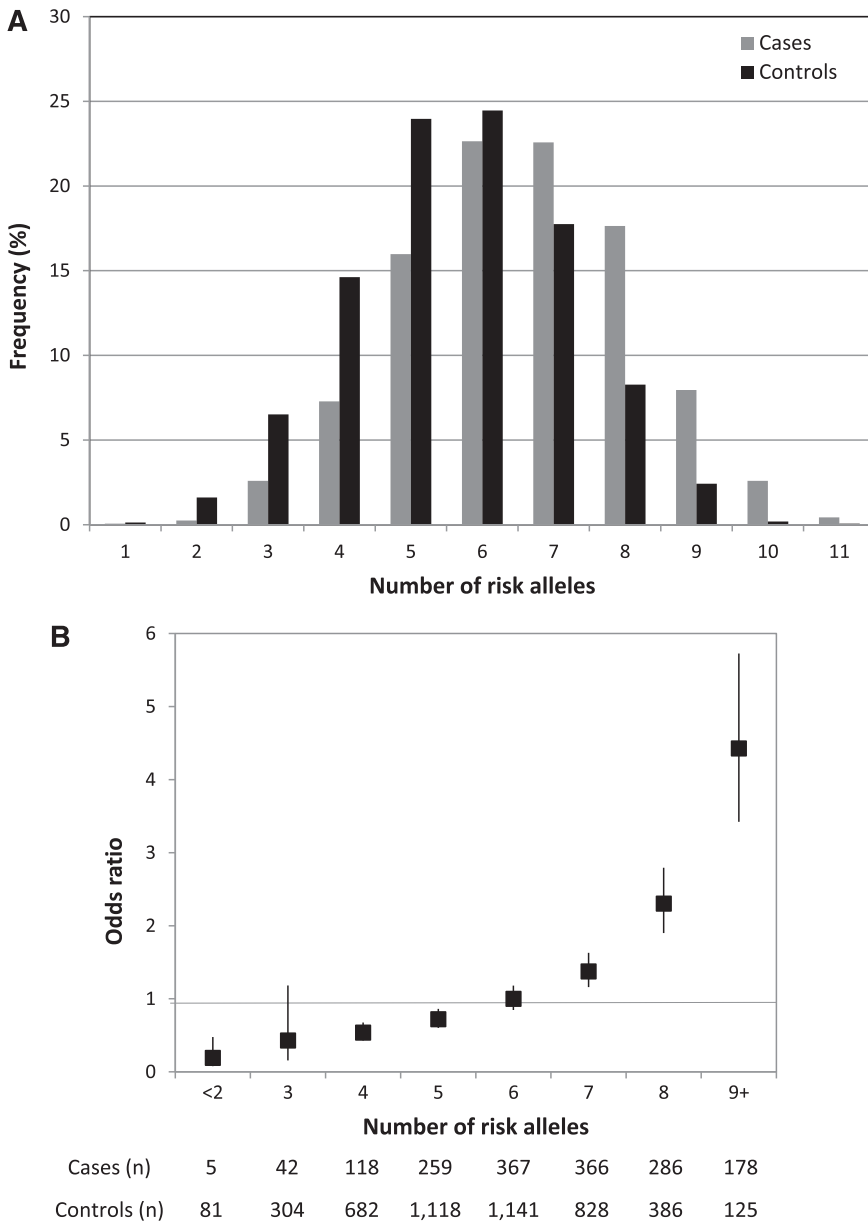 A
30
Cases
Controls
25
20
15
10
5
0
Frequency (%)
1 2 3 4 5 6 7 8 9 10 11
Number of risk alleles
B
6
5
4
3
2
1
0
Odds ratio
<2 3 4 5 6 7 8 9+
Number of risk alleles
Cases (n) 5 42 118 259 367 366 286 178
Controls (n) 81 304 682 1,118 1,141 828 386 125